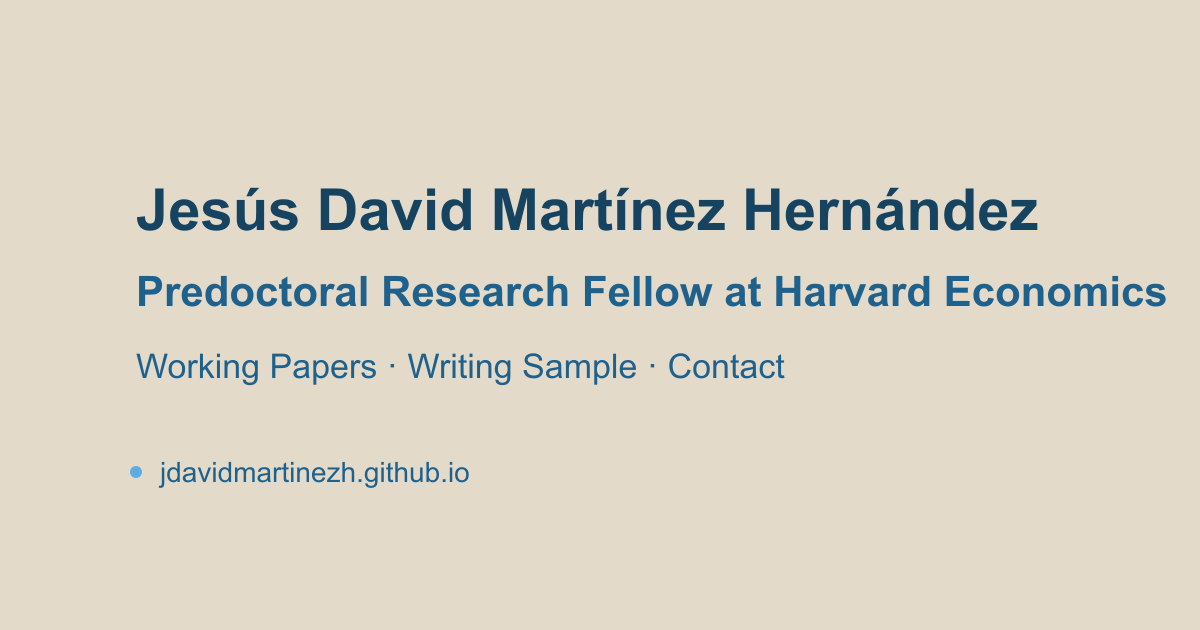 Jesús David Martínez Hernández
Predoctoral Research Fellow at Harvard Economics
Working Papers · Writing Sample · Contact
jdavidmartinezh.github.io